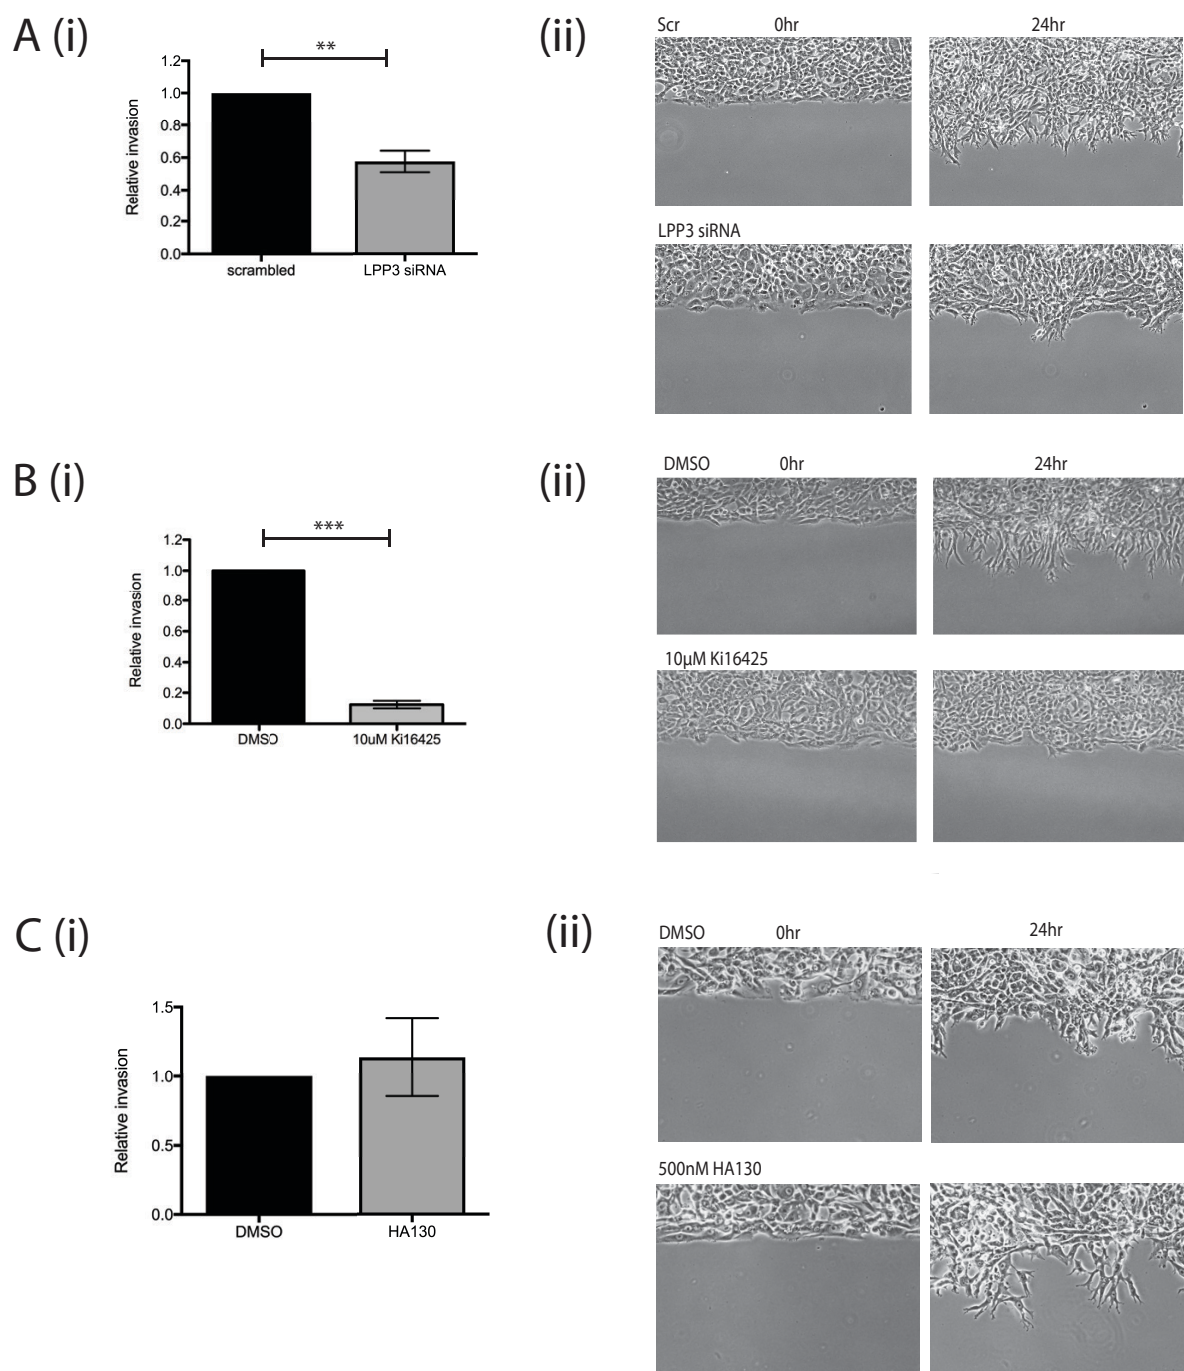 A (i)
**
1.2
1.0
0.8
0.6
0.4
0.2
0.0
Relative invasion
scrambled
LPP3 siRNA
(ii)
Scr
0hr
24hr
LPP3 siRNA
B (i)
***
1.2
1.0
0.8
0.6
0.4
0.2
0.0
Relative invasion
DMSO
10uM Ki16425
(ii)
DMSO
0hr
24hr
10µM Ki16425
C (i)
1.5
1.0
0.5
0.0
Relative invasion
DMSO
HA130
(ii)
DMSO
0hr
24hr
500nM HA130